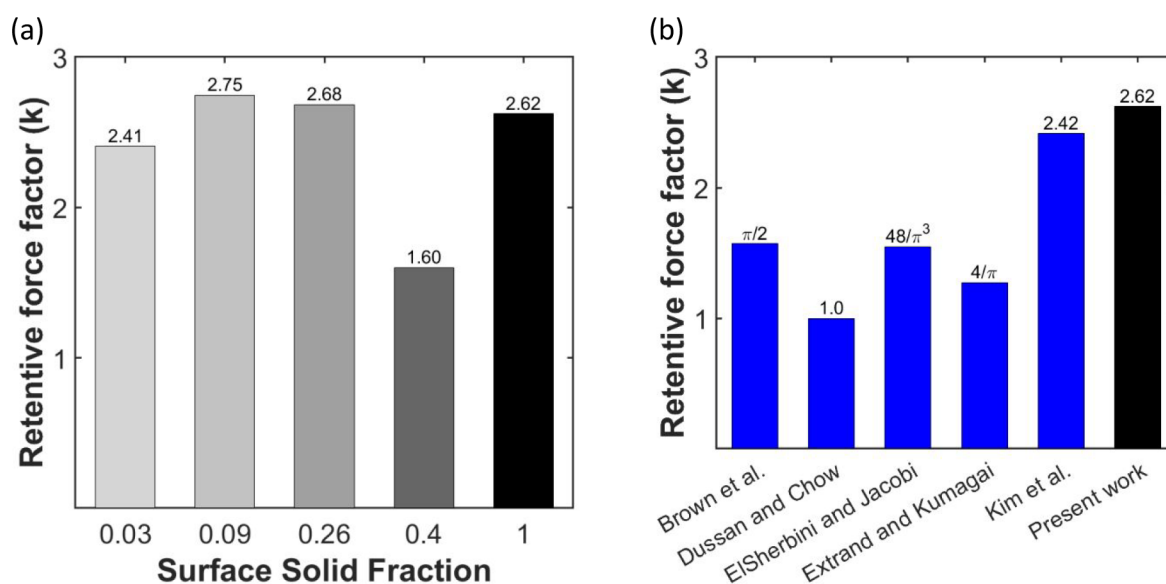 (a)
Retentive force factor (k)
3
2
1
2.41
2.75
2.68
1.60
2.62
0.03 0.09 0.26 0.4 1
Surface Solid Fraction
(b)
Retentive force factor (k)
3
2
1
π/2
1.0
48/π³
4/π
2.42
2.62
Brown et al.
Dussan and Chow
ElSherbini and Jacobi
Extrand and Kumagai
Kim et al.
Present work